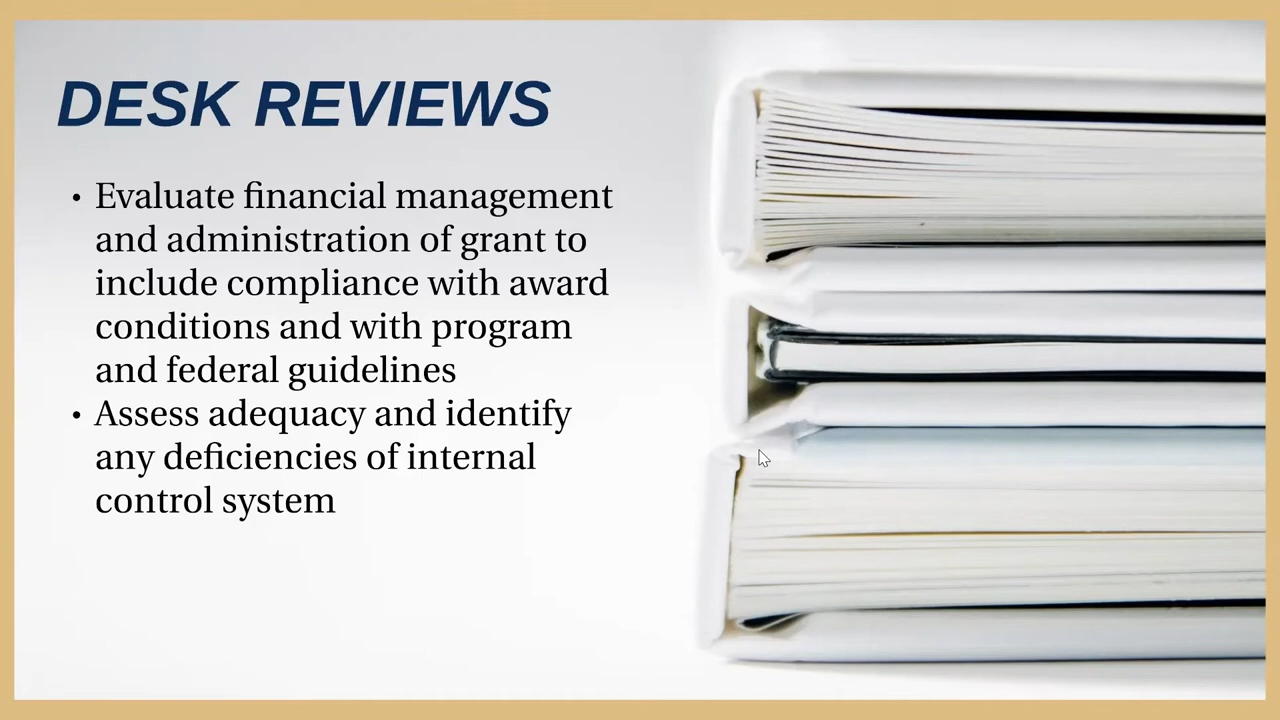 DESK REVIEWS
• Evaluate financial management
and administration of grant to
include compliance with award
conditions and with program
and federal guidelines
• Assess adequacy and identify
any deficiencies of internal
control system